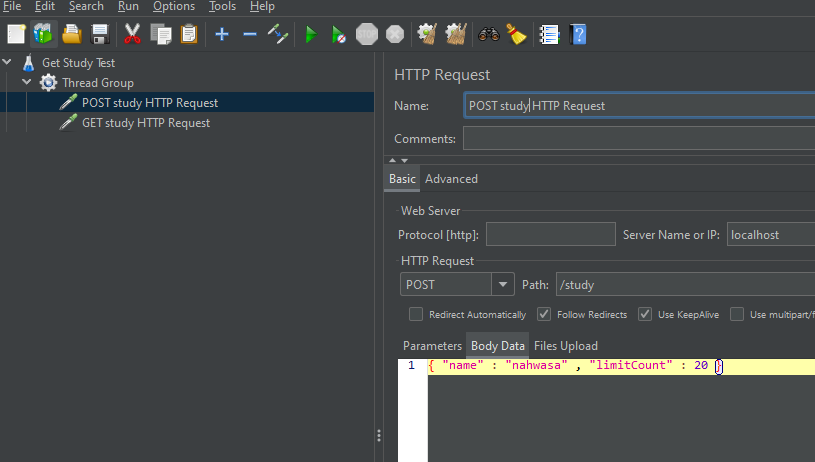 File Edit Search Run Options Tools Help
Get Study Test
Thread Group
POST study HTTP Request
GET study HTTP Request
HTTP Request
Name: POST study HTTP Request
Comments:
Basic Advanced
Web Server
Protocol [http]: Server Name or IP: localhost
HTTP Request
POST Path: /study
Redirect Automatically Follow Redirects Use KeepAlive Use multipart/f
Parameters Body Data Files Upload
1 { "name" : "nahwasa" , "limitCount" : 20 }